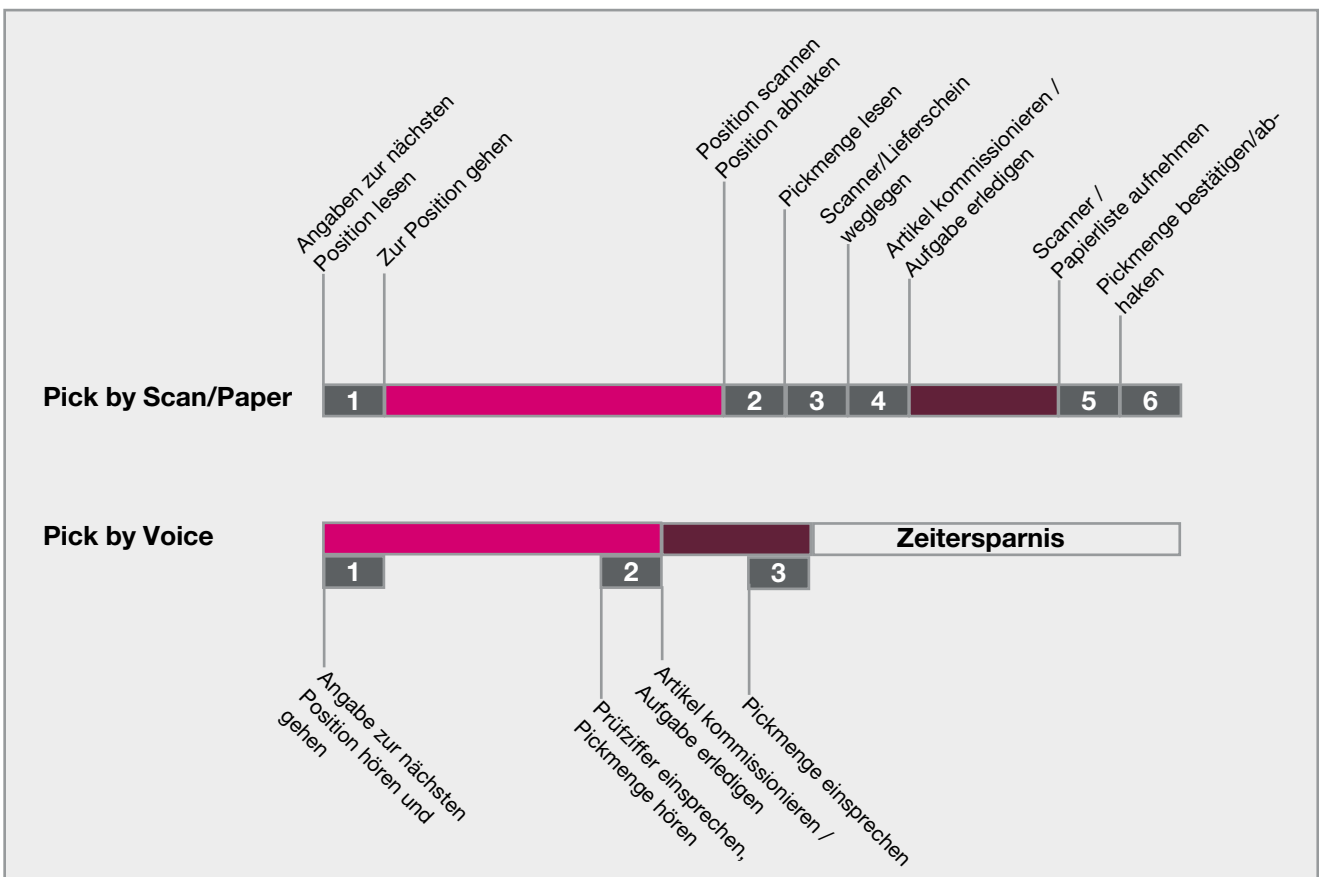 Angaben zur nächsten
Position lesen
Zur Position gehen
Position scannen
Position abhaken
Pickmenge lesen
Scanner/Lieferschein
weglegen
Artikel kommissionieren /
Aufgabe erledigen
Scanner /
Papierliste aufnehmen
Pickmenge bestätigen/ab-
haken
Pick by Scan/Paper
1
2
3
4
5
6
Pick by Voice
Zeitersparnis
1
2
3
Angabe zur nächsten
Position hören und
gehen
Prüfziffer einsprechen,
Pickmenge hören
Artikel kommissionieren /
Aufgabe erledigen
Pickmenge einsprechen